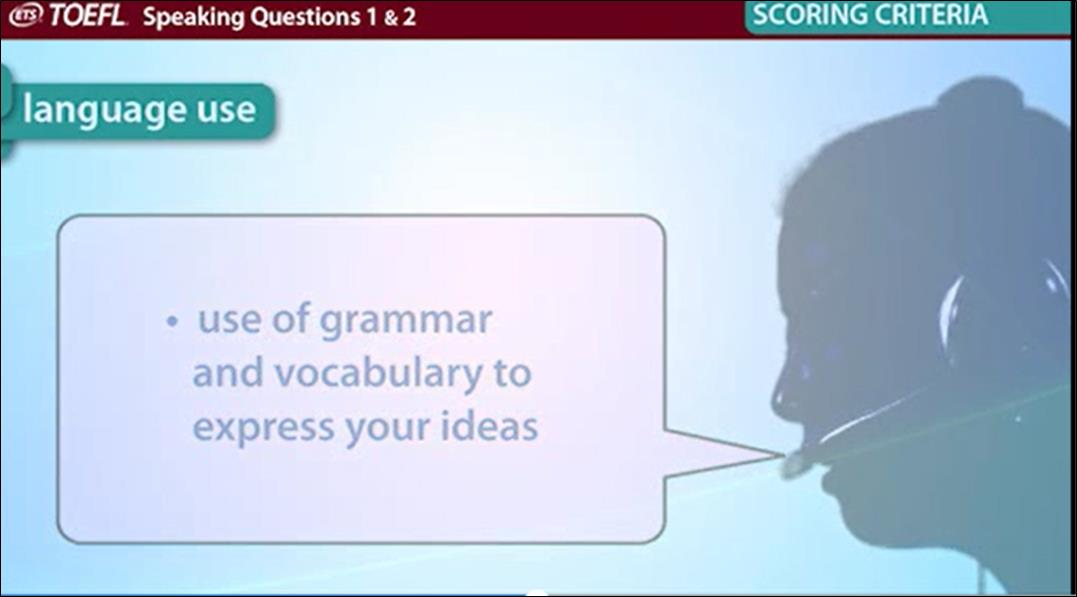 ETS TOEFL Speaking Questions 1 & 2
SCORING CRITERIA
language use
• use of grammar
and vocabulary to
express your ideas